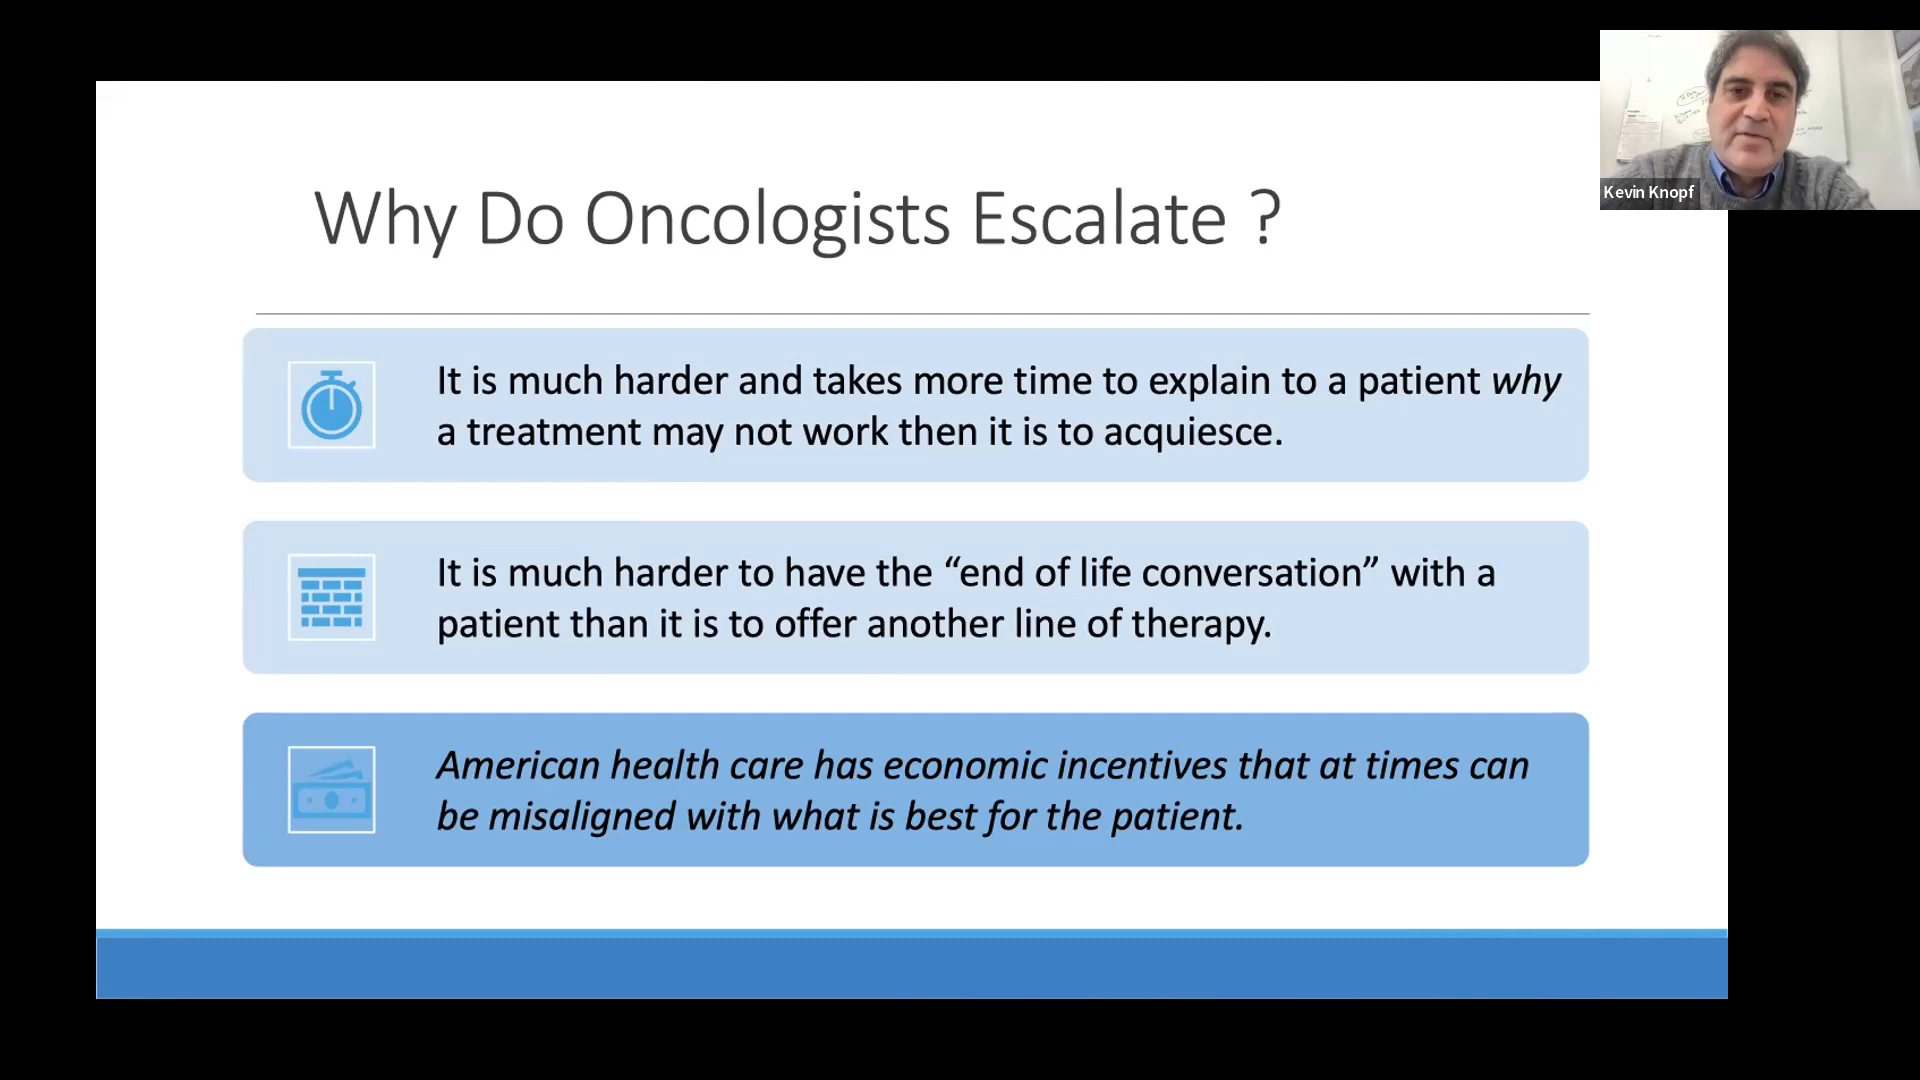 Why Do Oncologists Escalate ?
Kevin Knopf
It is much harder and takes more time to explain to a patient why
a treatment may not work then it is to acquiesce.
It is much harder to have the “end of life conversation” with a
patient than it is to offer another line of therapy.
American health care has economic incentives that at times can
be misaligned with what is best for the patient.